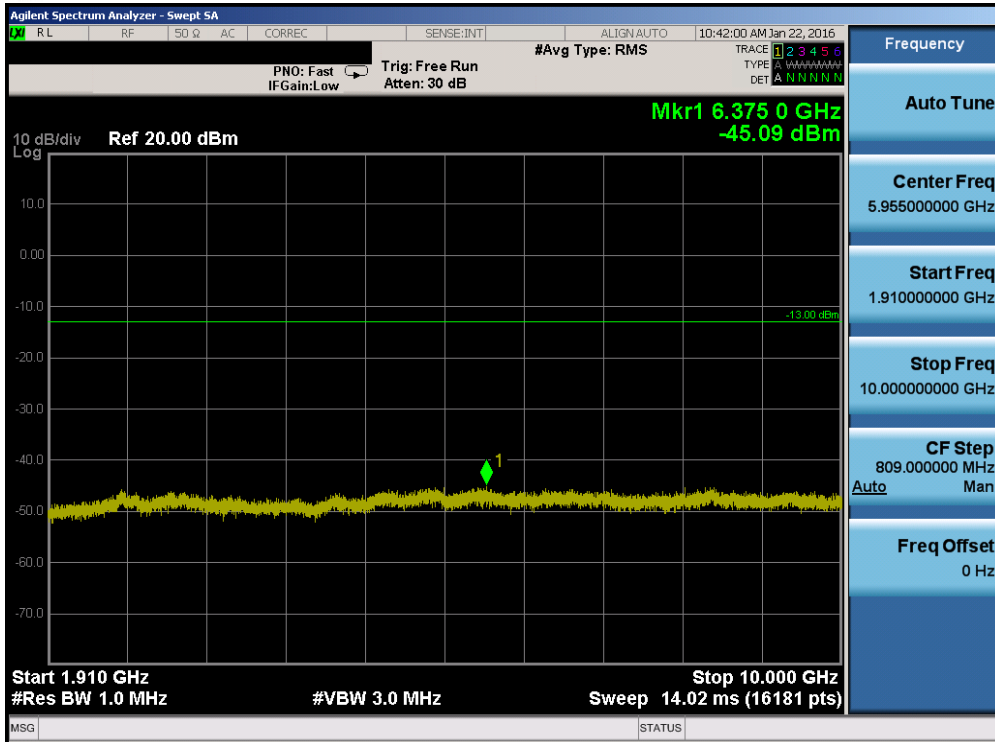 Agilent Spectrum Analyzer - Swept SA
LXI RL RF 50 Ω AC CORREC SENSE:INT ALIGN AUTO 10:42:00 AM Jan 22, 2016
#Avg Type: RMS TRACE 1 2 3 4 5 6
PNO: Fast Trig: Free Run TYPE A WWWWW
IFGain:Low Atten: 30 dB DET A N N N N N
Mkr1 6.375 0 GHz
-45.09 dBm
10 dB/div Ref 20.00 dBm
Log
10.0
0.00
-10.0
-13.00 dBm
-20.0
-30.0
-40.0
1
-50.0
-60.0
-70.0
Start 1.910 GHz Stop 10.000 GHz
#Res BW 1.0 MHz #VBW 3.0 MHz Sweep 14.02 ms (16181 pts)
MSG STATUS
Frequency
Auto Tune
Center Freq
5.955000000 GHz
Start Freq
1.910000000 GHz
Stop Freq
10.000000000 GHz
CF Step
809.000000 MHz
Auto Man
Freq Offset
0 Hz